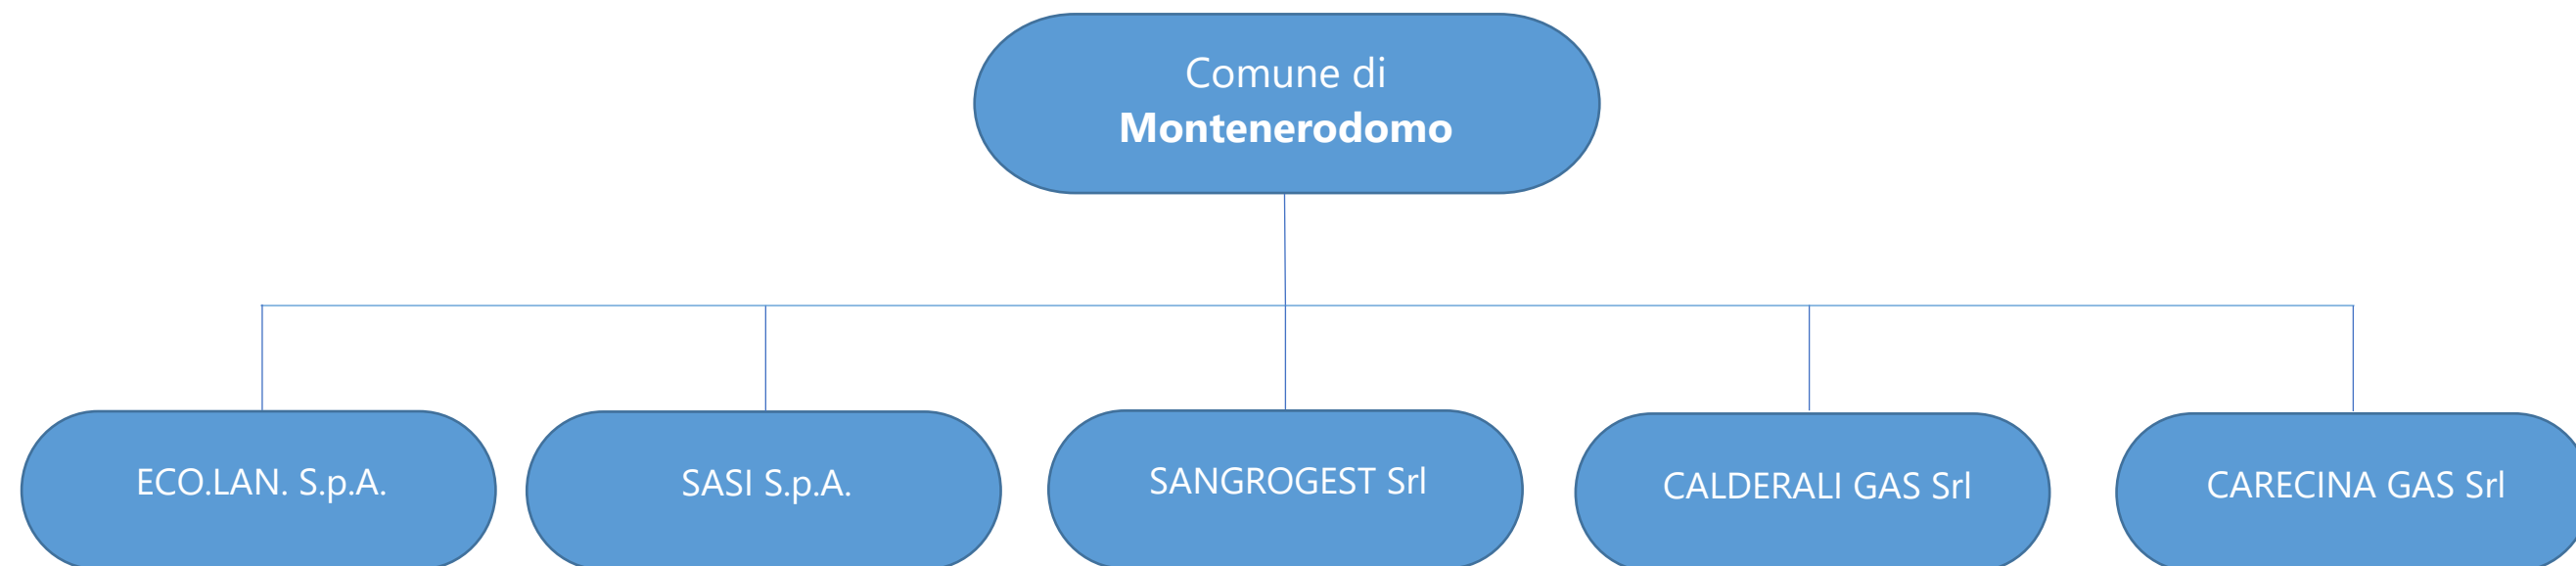 Comune di
Montenerodomo
ECO.LAN. S.p.A.
SASI S.p.A.
SANGROGEST Srl
CALDERALI GAS Srl
CARECINA GAS Srl